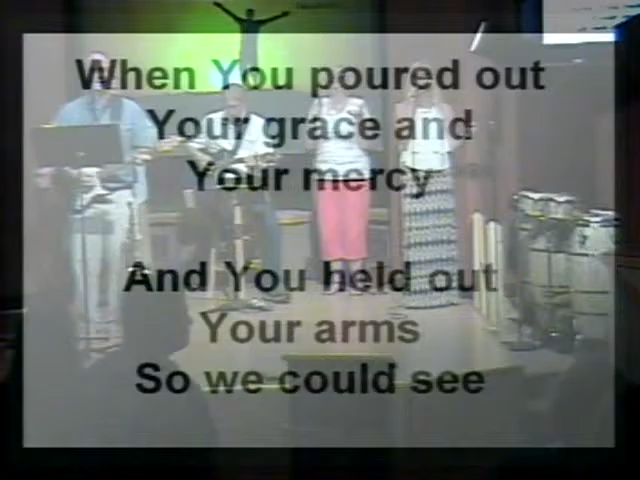 When You poured out
Your grace and
Your mercy
And You held out
Your arms
So we could see